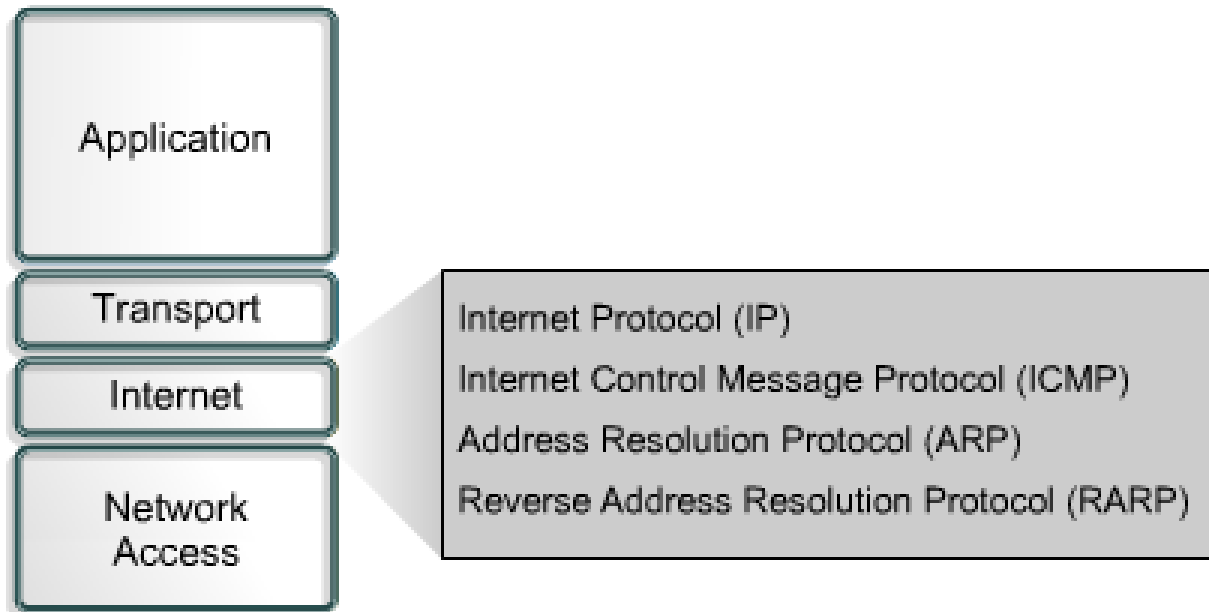 Application
Transport
Internet
Network
Access
Internet Protocol (IP)
Internet Control Message Protocol (ICMP)
Address Resolution Protocol (ARP)
Reverse Address Resolution Protocol (RARP)